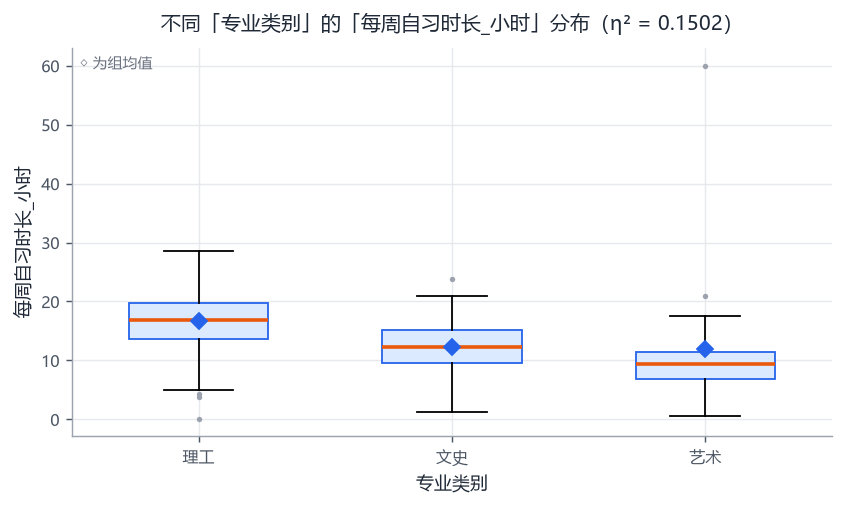 不同「专业类别」的「每周自习时长_小时」分布（η² = 0.1502）
◇ 为组均值
每周自习时长_小时
60
50
40
30
20
10
0
理工
文史
艺术
专业类别